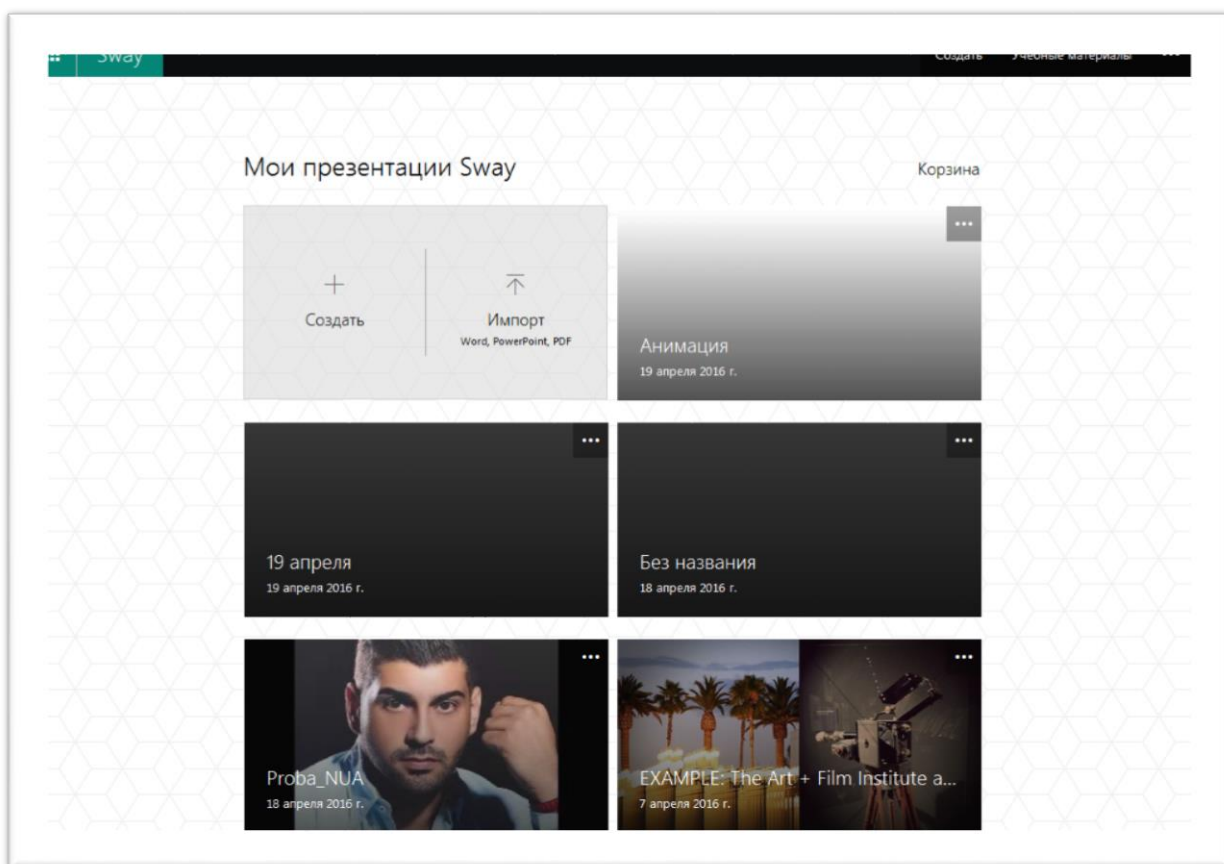 Sway
Создать Учебные материалы ...
Мои презентации Sway
Корзина
Создать
Импорт
Word, PowerPoint, PDF
Анимация
19 апреля 2016 г.
19 апреля
19 апреля 2016 г.
Без названия
18 апреля 2016 г.
Proba_NUA
18 апреля 2016 г.
EXAMPLE: The Art + Film Institute a...
7 апреля 2016 г.